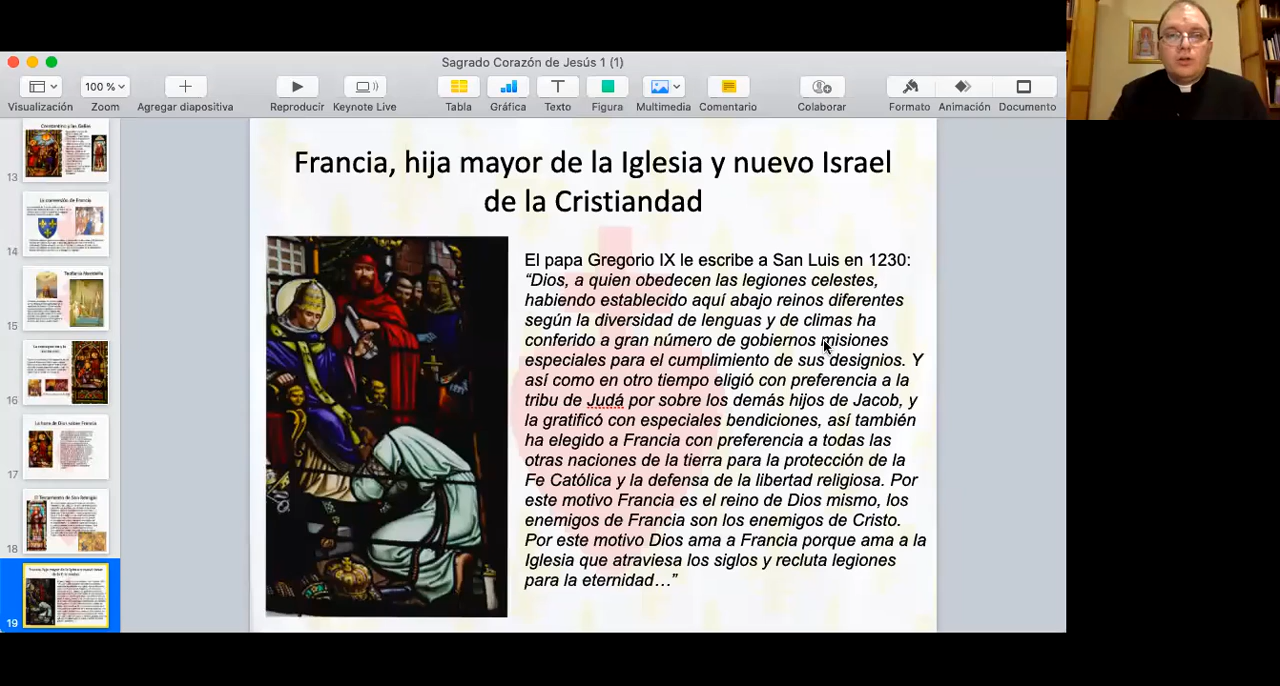 Sagrado Corazón de Jesús 1 (1)
100 %
Visualización
Zoom
Agregar diapositiva
Reproducir
Keynote Live
Tabla
Gráfica
Texto
Figura
Multimedia
Comentario
Colaborar
Formato
Animación
Documento
13
14
La conversión de Francia
15
16
17
18
19
Francia, hija mayor de la Iglesia y nuevo Israel
de la Cristiandad
El papa Gregorio IX le escribe a San Luis en 1230:
“Dios, a quien obedecen las legiones celestes,
habiendo establecido aquí abajo reinos diferentes
segun la diversidad de lenguas y de climas ha
conferido a gran número de gobiernos misiones
especiales para el cumplimiento de sus designios. Y
así como en otro tiempo eligió con preferencia a la
tribu de Judá por sobre los demás hijos de Jacob, y
la gratificó con especiales bendiciones, así también
ha elegido a Francia con preferencia a todas las
otras naciones de la tierra para la protección de la
Fe Católica y la defensa de la libertad religiosa. Por
este motivo Francia es el reino de Dios mismo, los
enemigos de Francia son los enemigos de Cristo.
Por este motivo Dios ama a Francia porque ama a la
Iglesia que atraviesa los siglos y recluta legiones
para la eternidad…”